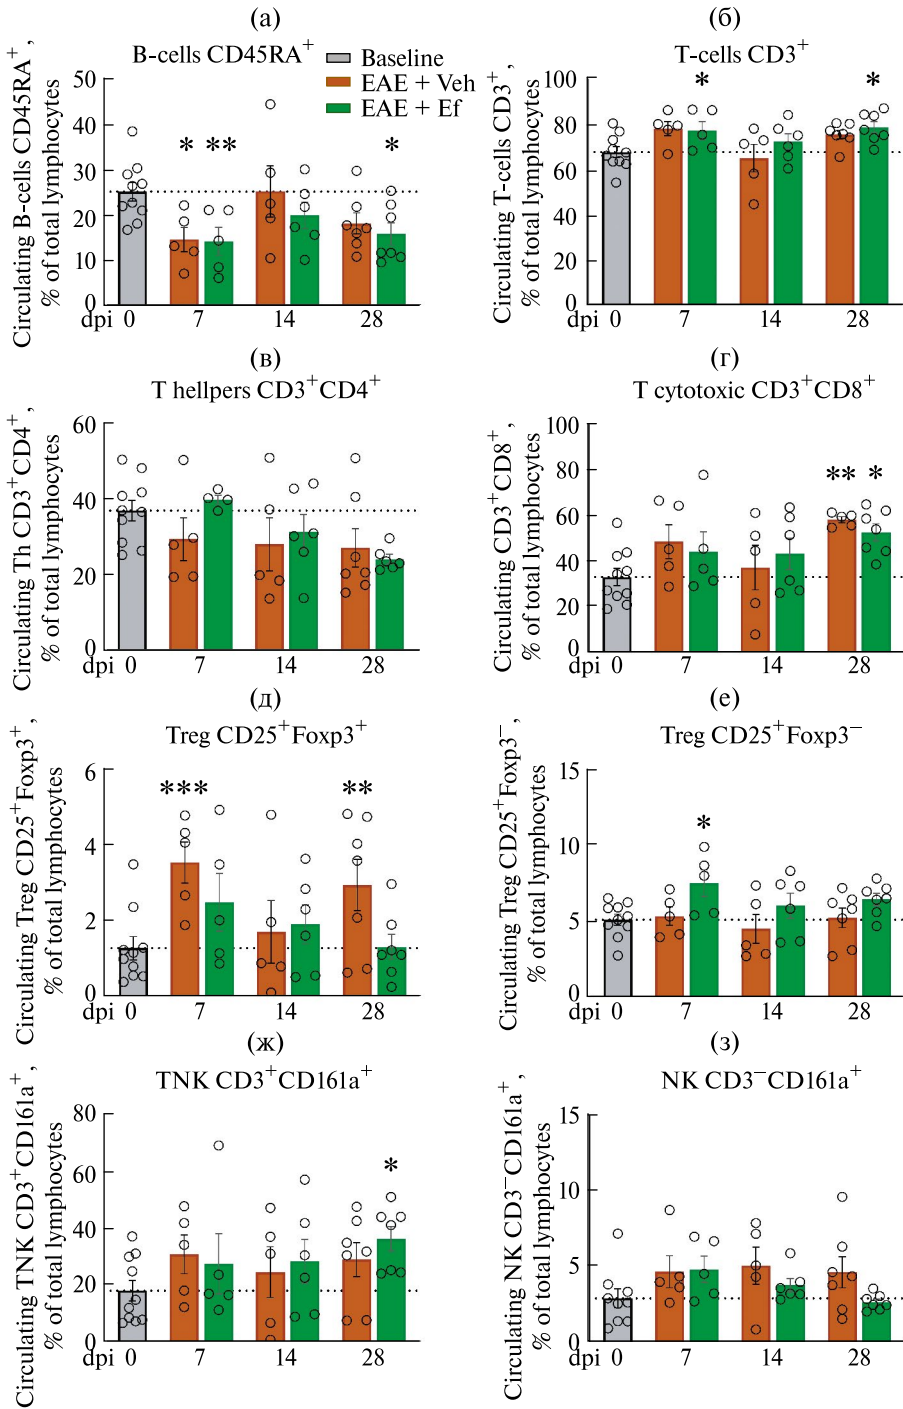 (а)
B-cells CD45RA⁺
Circulating B-cells CD45RA⁺,
% of total lymphocytes
50
40
30
20
10
0
* ** *
dpi 0 7 14 28
Baseline
EAE + Veh
EAE + Ef
(б)
T-cells CD3⁺
Circulating T-cells CD3⁺,
% of total lymphocytes
100
80
60
40
20
0
* *
dpi 0 7 14 28
(в)
T hellpers CD3⁺CD4⁺
Circulating Th CD3⁺CD4⁺,
% of total lymphocytes
60
40
20
0
dpi 0 7 14 28
(г)
T cytotoxic CD3⁺CD8⁺
Circulating CD3⁺CD8⁺,
% of total lymphocytes
100
80
60
40
20
0
** *
dpi 0 7 14 28
(д)
Treg CD25⁺Foxp3⁺
Circulating Treg CD25⁺Foxp3⁺,
% of total lymphocytes
6
4
2
0
*** **
dpi 0 7 14 28
(е)
Treg CD25⁺Foxp3⁻
Circulating Treg CD25⁺Foxp3⁻,
% of total lymphocytes
15
10
5
0
*
dpi 0 7 14 28
(ж)
TNK CD3⁺CD161a⁺
Circulating TNK CD3⁺CD161a⁺,
% of total lymphocytes
80
60
40
20
0
*
dpi 0 7 14 28
(з)
NK CD3⁻CD161a⁺
Circulating NK CD3⁻CD161a⁺,
% of total lymphocytes
15
10
5
0
dpi 0 7 14 28